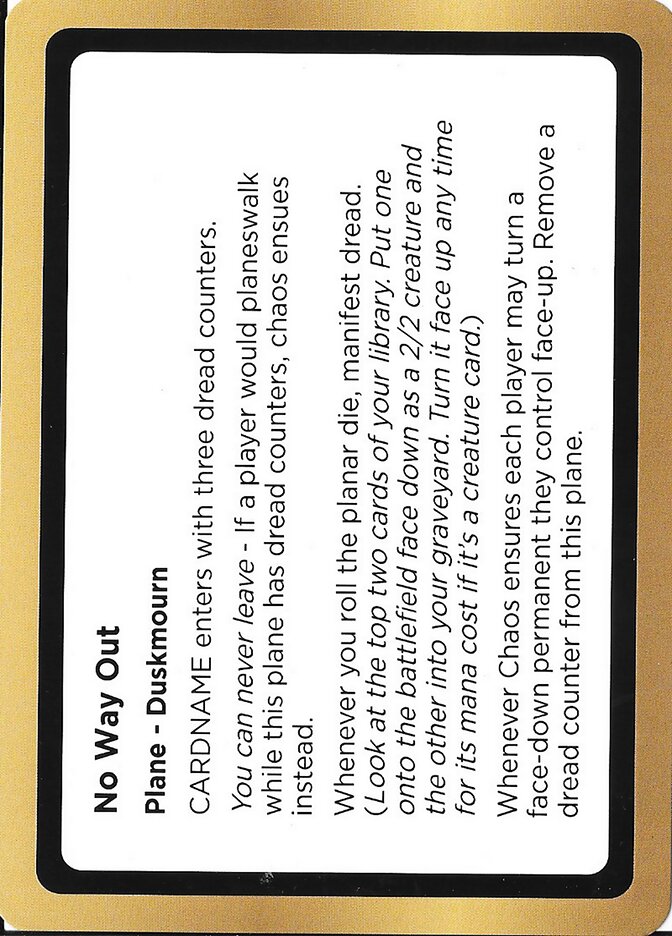 No Way Out
Plane - Duskmourn
CARDNAME enters with three dread counters.
You can never leave - If a player would planeswalk
while this plane has dread counters, chaos ensues
instead.
Whenever you roll the planar die, manifest dread.
(Look at the top two cards of your library. Put one
onto the battlefield face down as a 2/2 creature and
the other into your graveyard. Turn it face up any time
for its mana cost if it's a creature card.)
Whenever Chaos ensures each player may turn a
face-down permanent they control face-up. Remove a
dread counter from this plane.